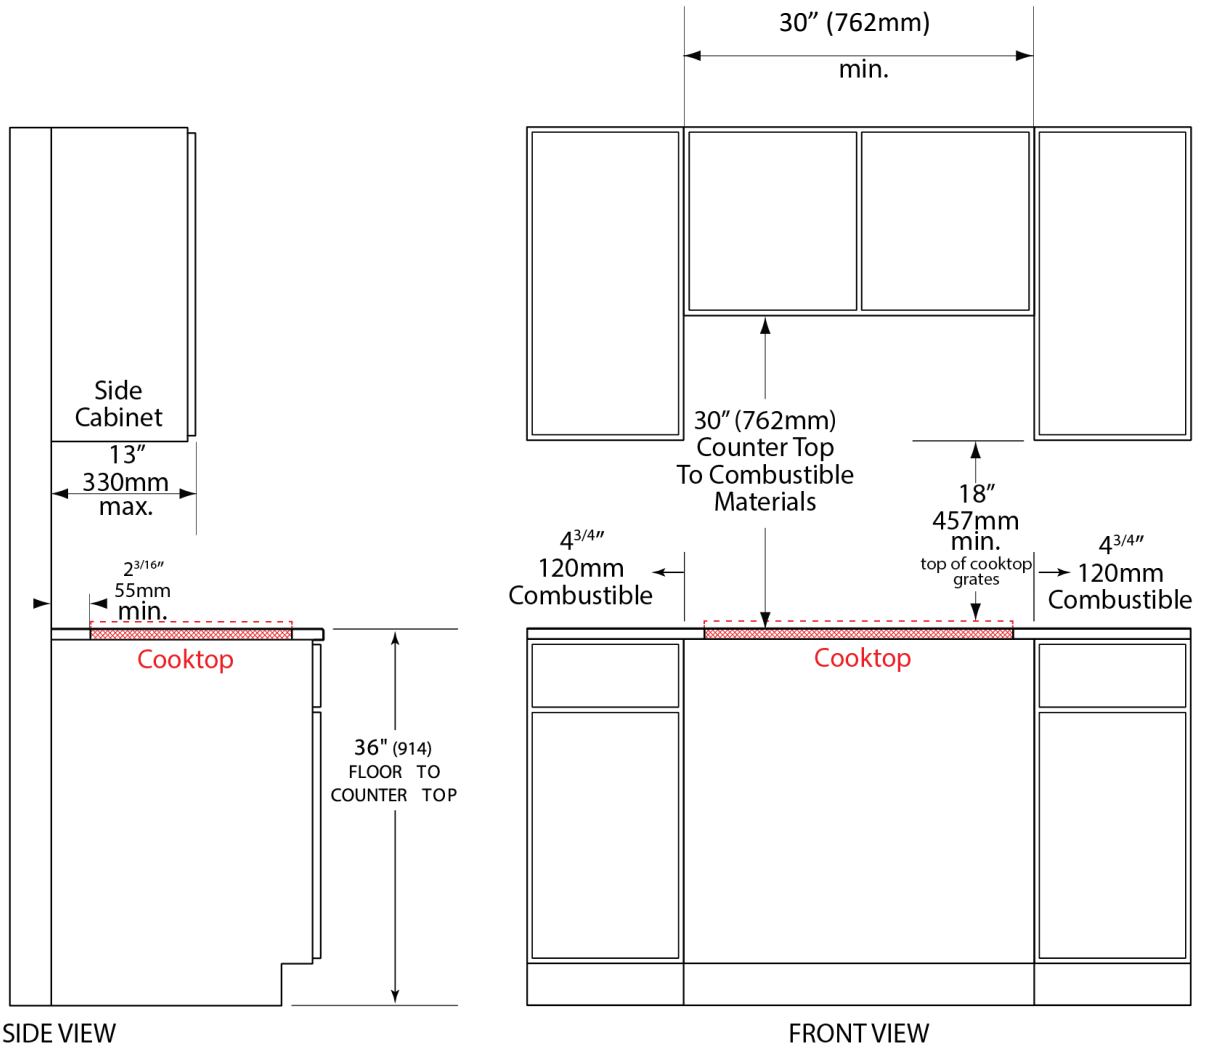 30” (762mm)
min.
Side
Cabinet
13”
330mm
max.
30” (762mm)
Counter Top
To Combustible
Materials
18”
457mm
min.
top of cooktop
grates
4 3/4”
120mm
Combustible
4 3/4”
120mm
Combustible
2 3/16”
55mm
min.
Cooktop
Cooktop
36" (914)
FLOOR TO
COUNTER TOP
SIDE VIEW
FRONT VIEW